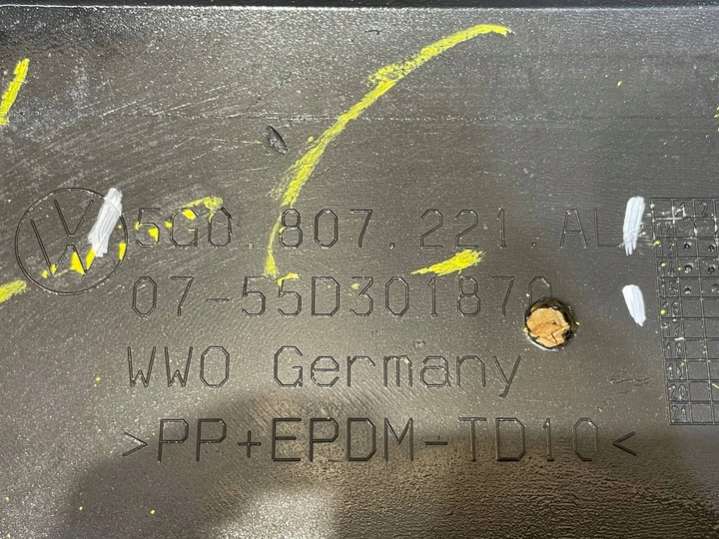 5G0.807.221.AL
07-55D301870
WWO Germany
>PP+EPDM-TD10<